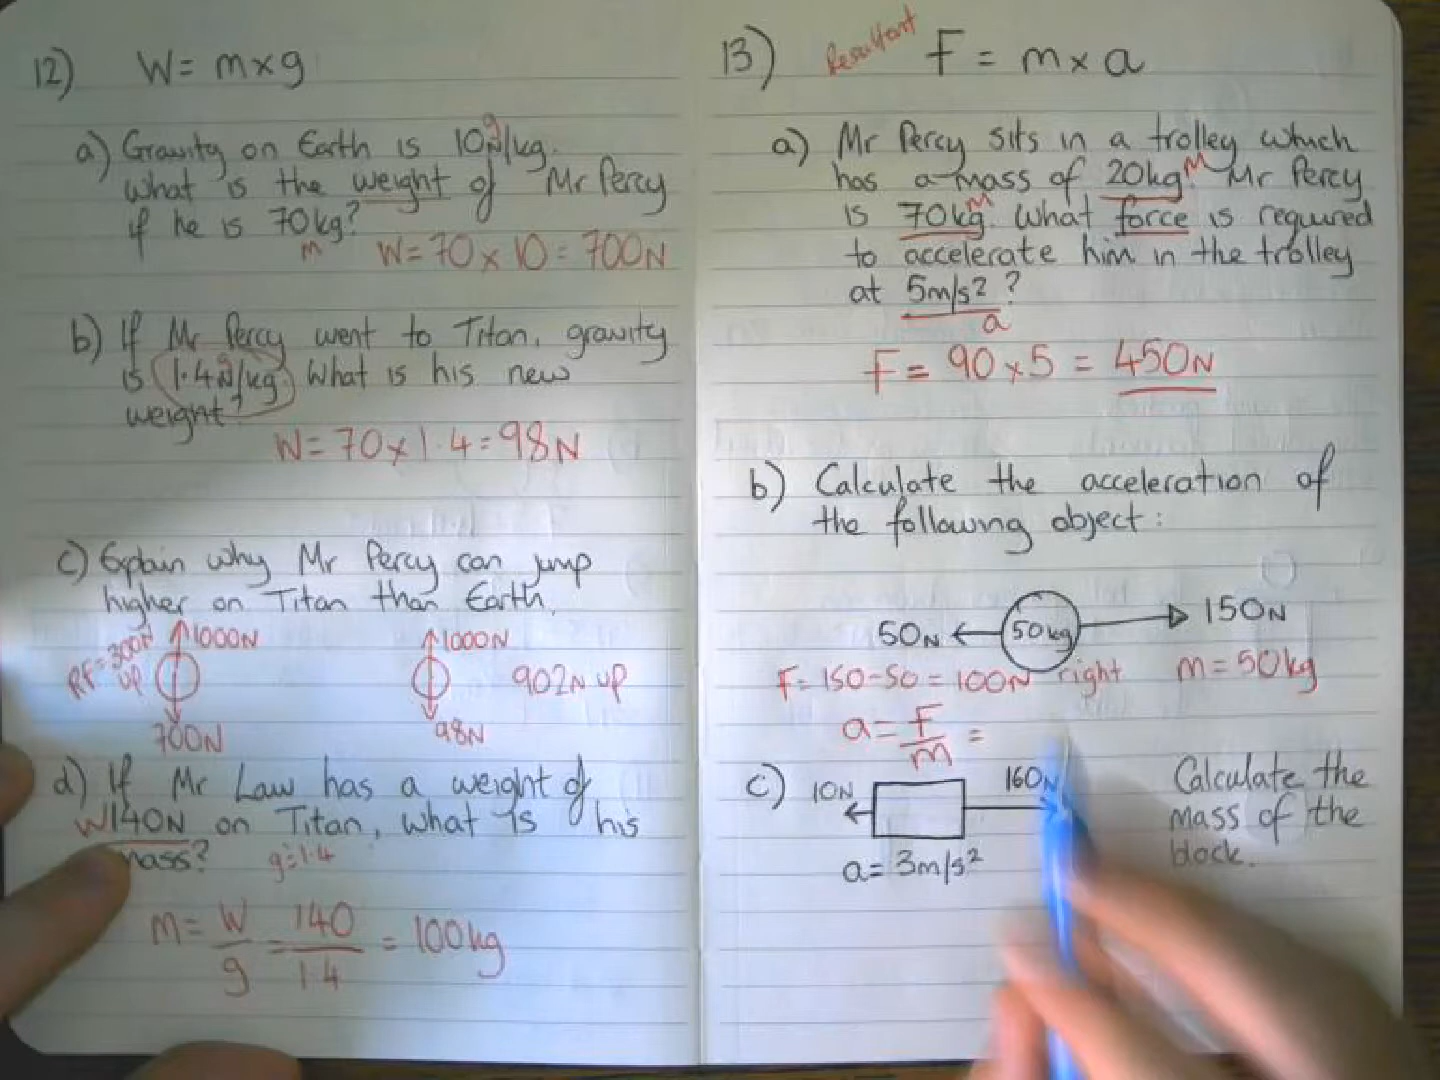 12) W = m x g
a) Gravity on Earth is 10N/kg.
g
What is the weight of Mr Percy
if he is 70kg?
m
W = 70 x 10 = 700N
b) If Mr Percy went to Titan, gravity
is 1.4N/kg. What is his new
g
weight?
W = 70 x 1.4 = 98N
c) Explain why Mr Percy can jump
higher on Titan than Earth.
RF = 300N
UP
1000N
700N
1000N
902N UP
98N
d) If Mr Law has a weight of
W 140N on Titan, what is his
mass?
g = 1.4
m = W/g = 140/1.4 = 100kg
13) Resultant F = m x a
a) Mr Percy sits in a trolley which
has a mass of 20kg. Mr Percy
M
is 70kg. What force is required
M
to accelerate him in the trolley
at 5m/s²?
a
F = 90 x 5 = 450N
b) Calculate the acceleration of
the following object:
50N 50kg 150N
F = 150 - 50 = 100N right m = 50kg
a = F/m =
c) 10N 160N Calculate the
mass of the
block.
a = 3m/s²